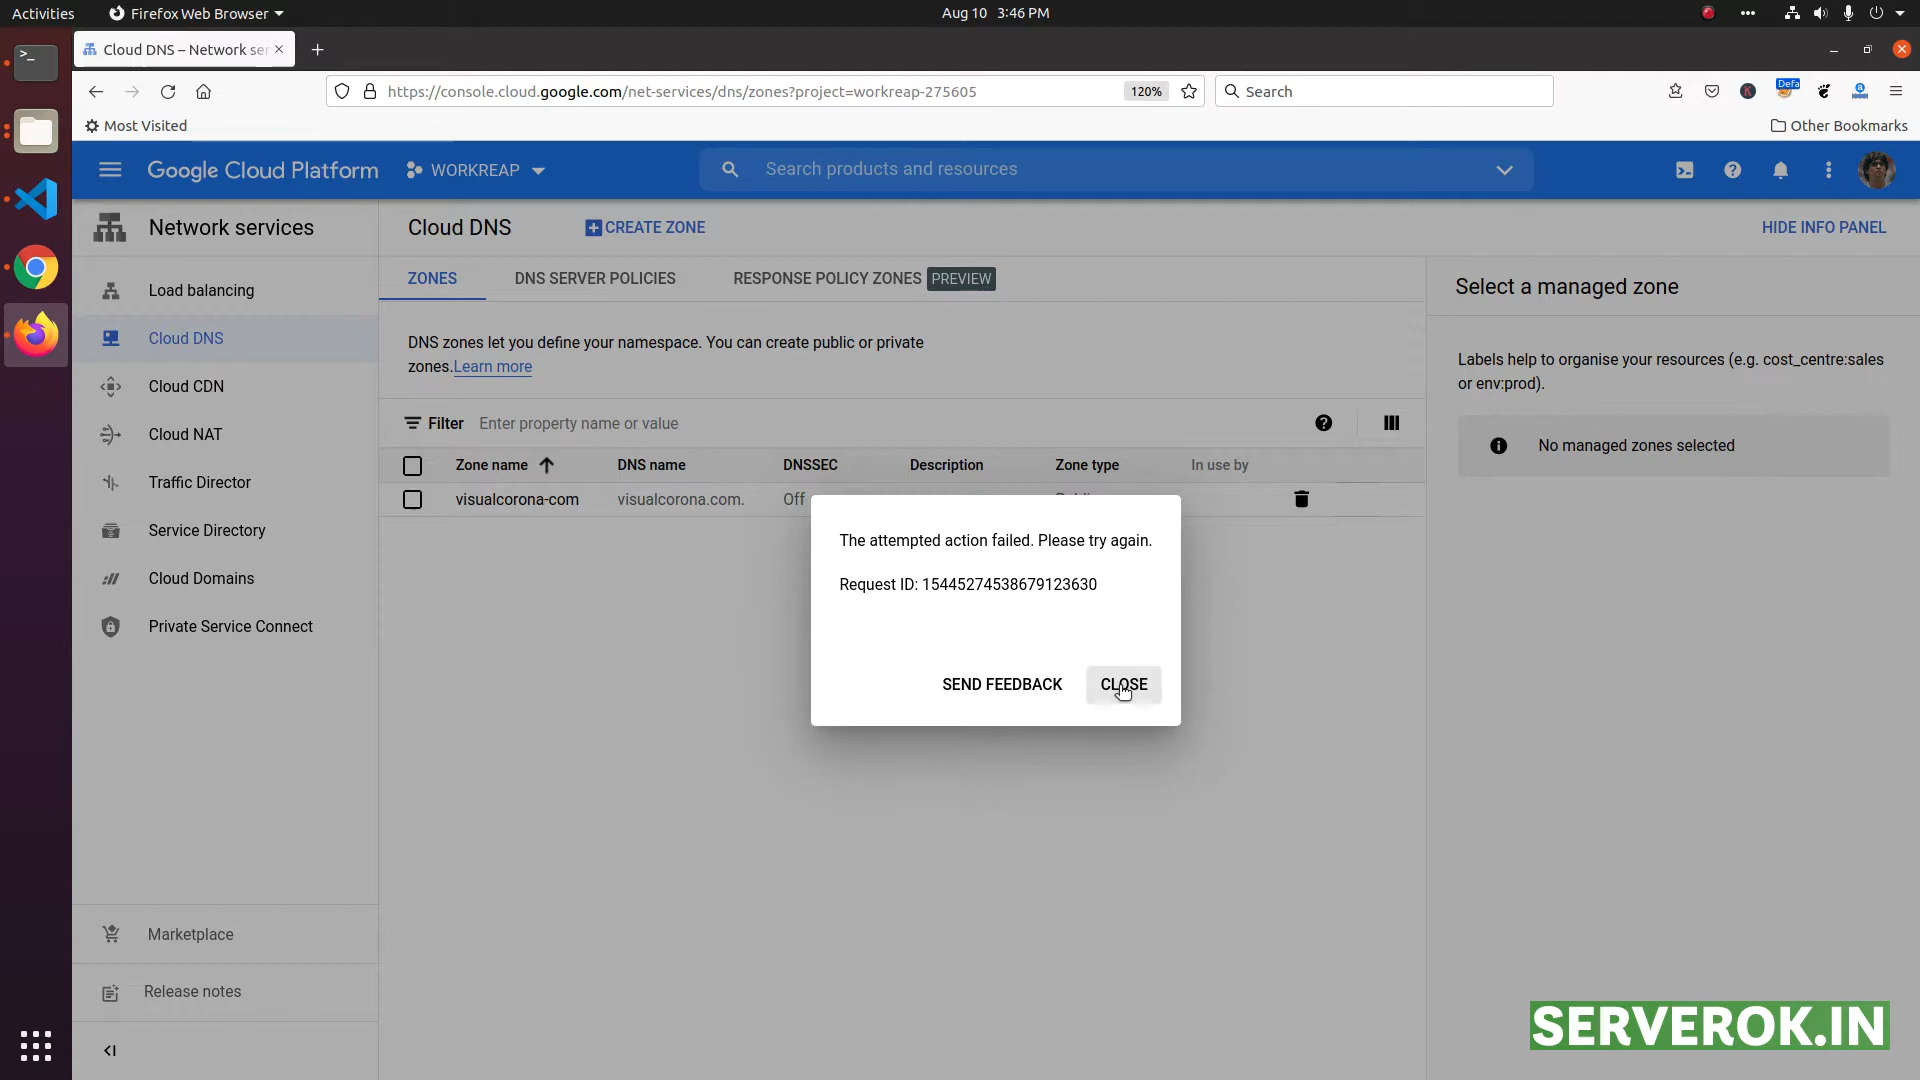 Activities
Firefox Web Browser
Aug 10 3:46 PM
Cloud DNS – Network se
https://console.cloud.google.com/net-services/dns/zones?project=workreap-275605
120%
Search
Defa
Most Visited
Other Bookmarks
Google Cloud Platform
WORKREAP
Search products and resources
Network services
Cloud DNS
CREATE ZONE
HIDE INFO PANEL
Load balancing
Cloud DNS
Cloud CDN
Cloud NAT
Traffic Director
Service Directory
Cloud Domains
Private Service Connect
Marketplace
Release notes
ZONES
DNS SERVER POLICIES
RESPONSE POLICY ZONES
PREVIEW
DNS zones let you define your namespace. You can create public or private
zones. Learn more
Filter
Enter property name or value
Zone name
DNS name
DNSSEC
Description
Zone type
In use by
visualcorona-com
visualcorona.com.
Off
The attempted action failed. Please try again.
Request ID: 15445274538679123630
SEND FEEDBACK
CLOSE
Select a managed zone
Labels help to organise your resources (e.g. cost_centre:sales
or env:prod).
No managed zones selected
SERVEROK.IN